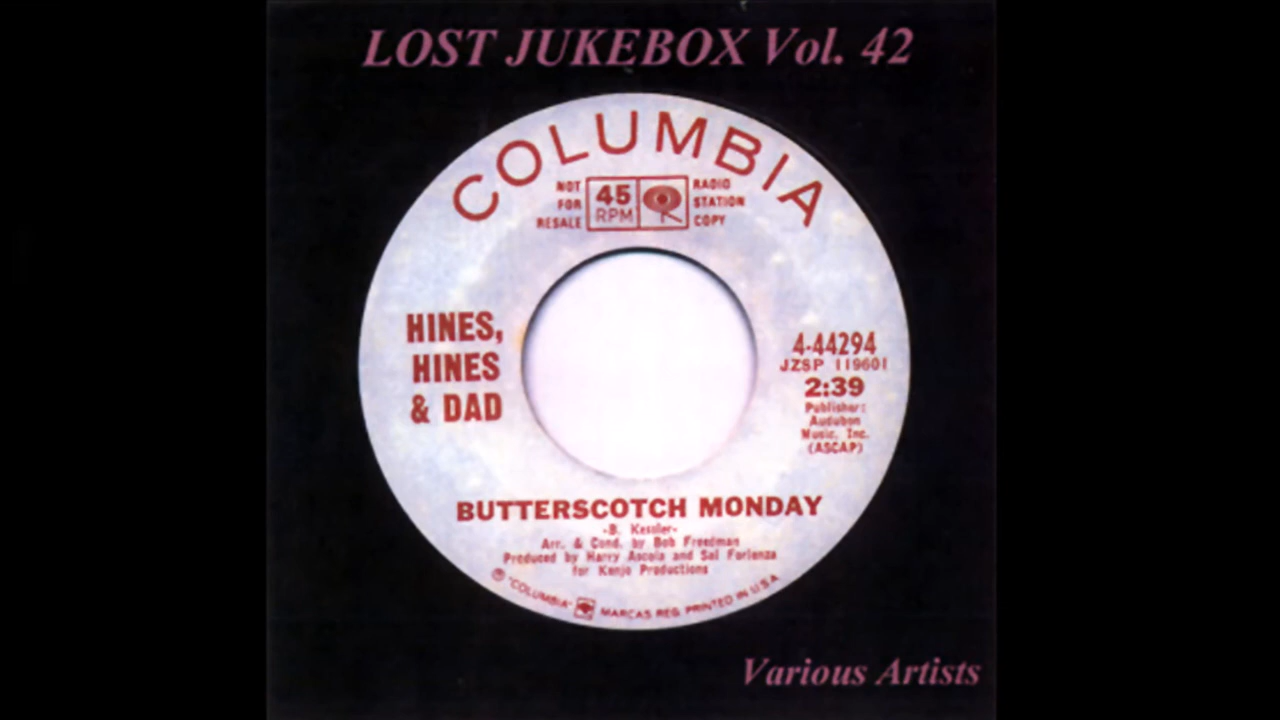 LOST JUKEBOX Vol. 42
COLUMBIA
NOT
FOR
RESALE
45
RPM
RADIO
STATION
COPY
HINES,
HINES
& DAD
4-44294
JZSP 119601
2:39
Publisher:
Audubon
Music, Inc.
(ASCAP)
BUTTERSCOTCH MONDAY
-B. Kessler-
Arr. & Cond. by Bob Freedman
Produced by Harry Ascola and Sal Forlenza
for Kenjo Productions
Ⓟ "COLUMBIA" MARCAS REG. PRINTED IN U.S.A.
Various Artists